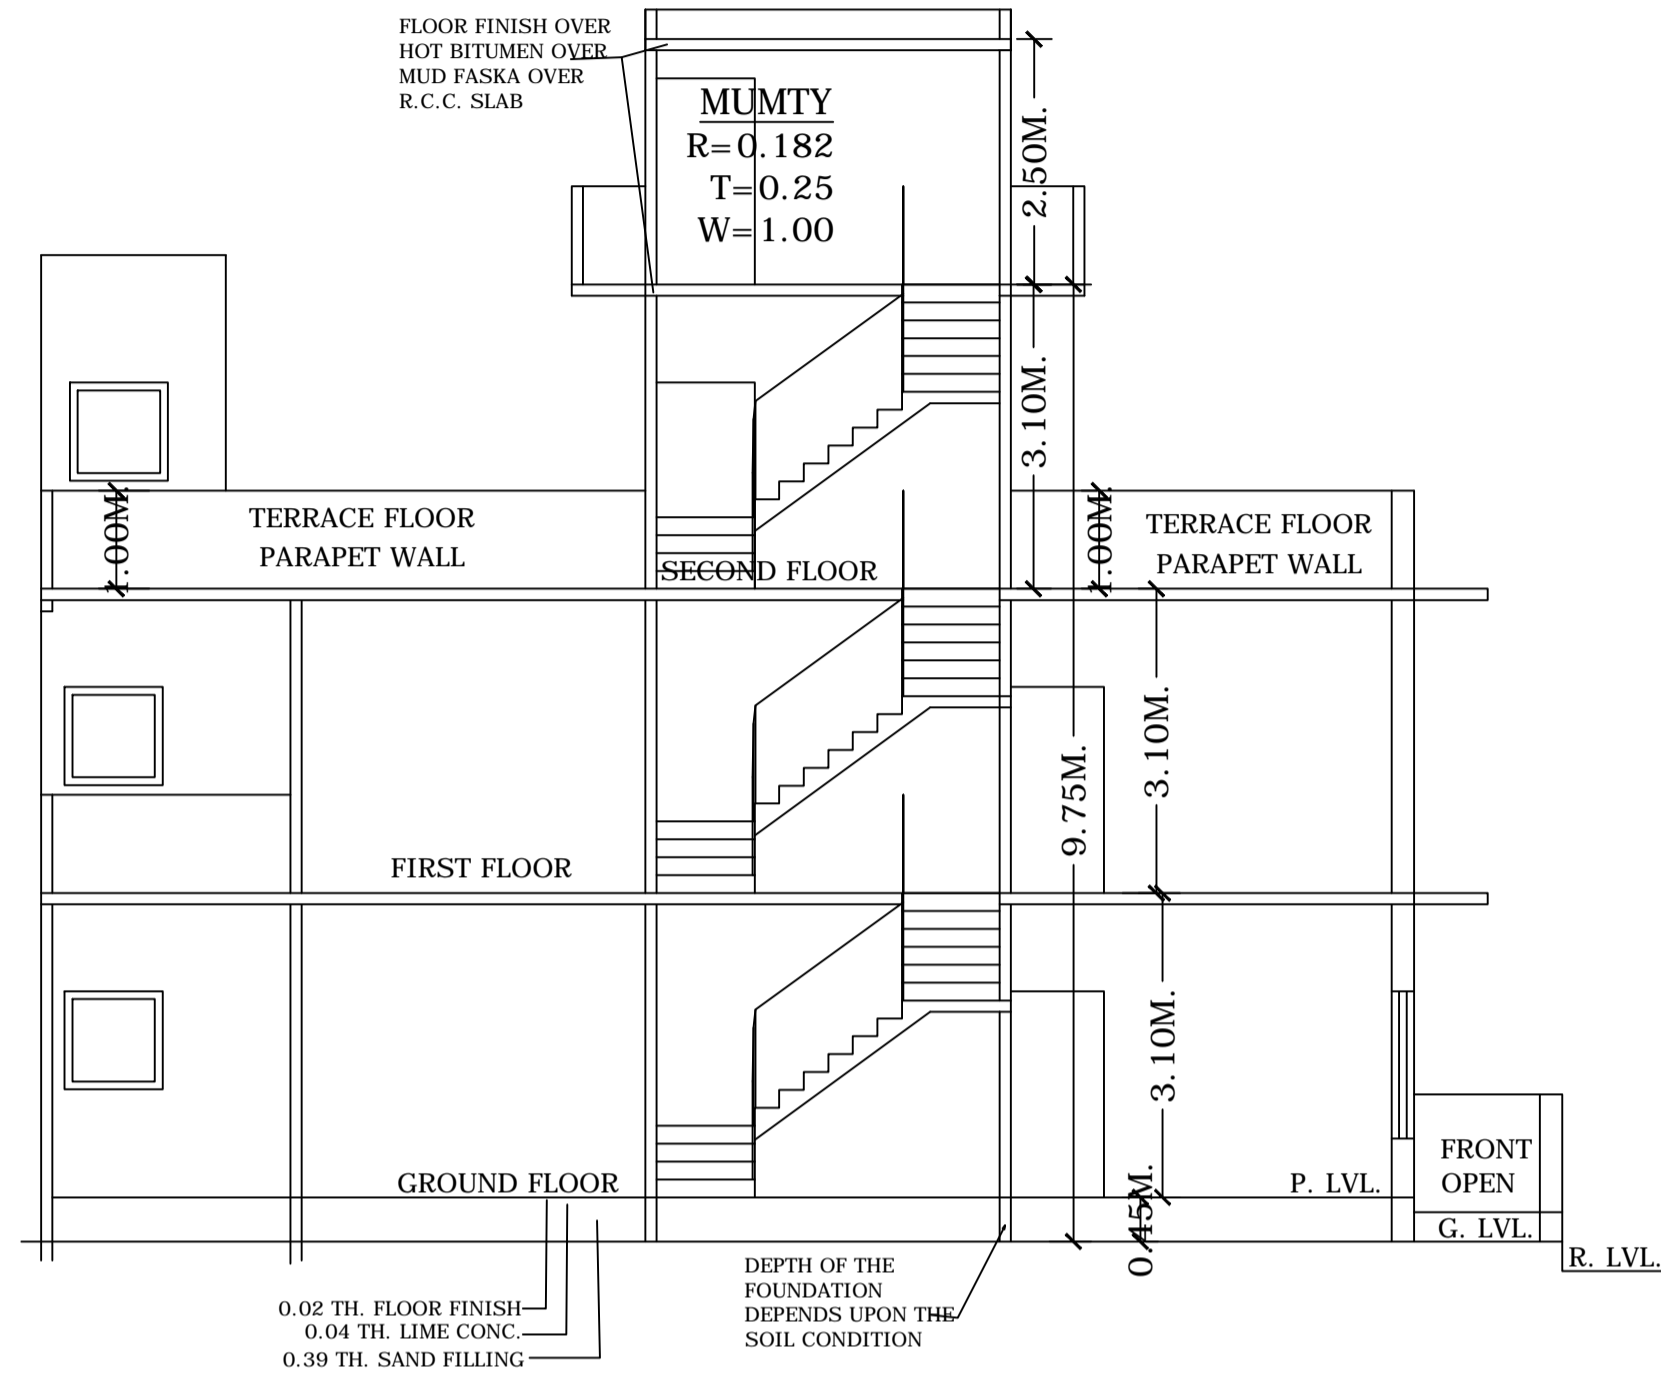 FLOOR FINISH OVER
HOT BITUMEN OVER
MUD FASKA OVER
R.C.C. SLAB
MUMTY
R=0.182
T=0.25
W=1.00
2.50M.
3.10M.
1.00M.
TERRACE FLOOR
PARAPET WALL
SECOND FLOOR
1.00M.
TERRACE FLOOR
PARAPET WALL
9.75M.
3.10M.
FIRST FLOOR
3.10M.
GROUND FLOOR
0.45M.
P. LVL.
FRONT
OPEN
G. LVL.
R. LVL.
DEPTH OF THE
FOUNDATION
DEPENDS UPON THE
SOIL CONDITION
0.02 TH. FLOOR FINISH
0.04 TH. LIME CONC.
0.39 TH. SAND FILLING